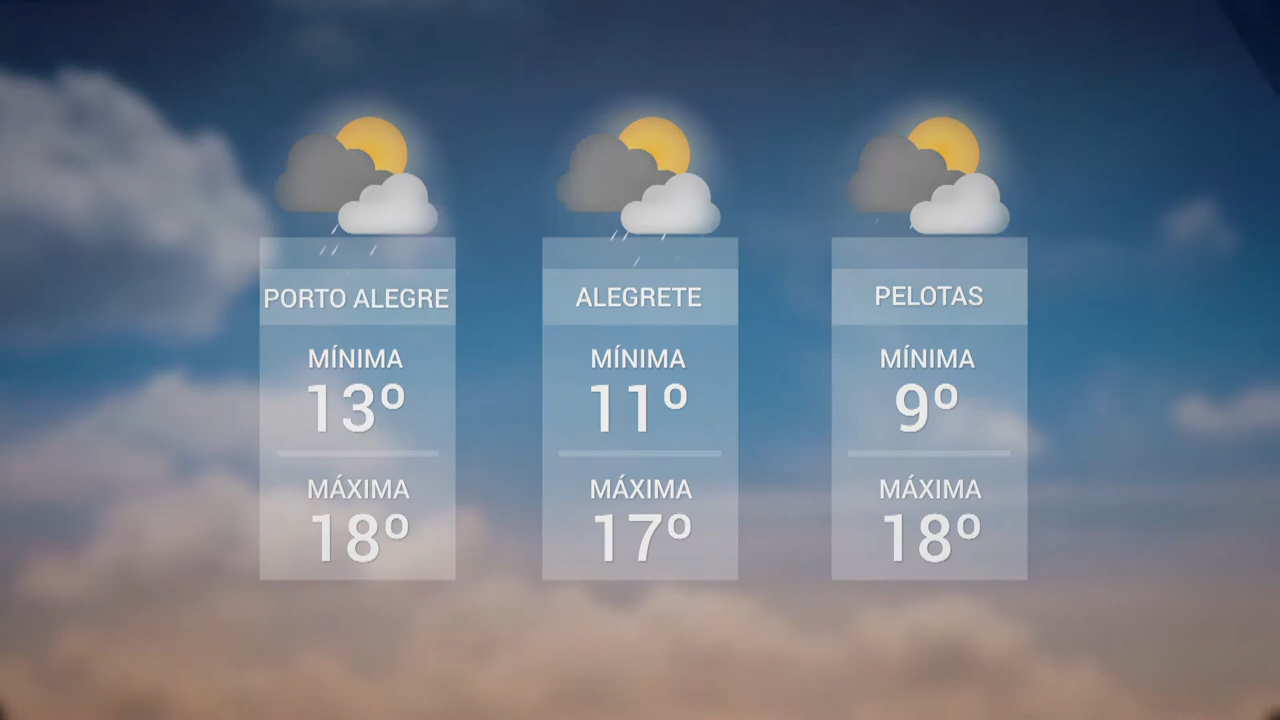 PORTO ALEGRE
MÍNIMA
13º
MÁXIMA
18º
ALEGRETE
MÍNIMA
11º
MÁXIMA
17º
PELOTAS
MÍNIMA
9º
MÁXIMA
18º